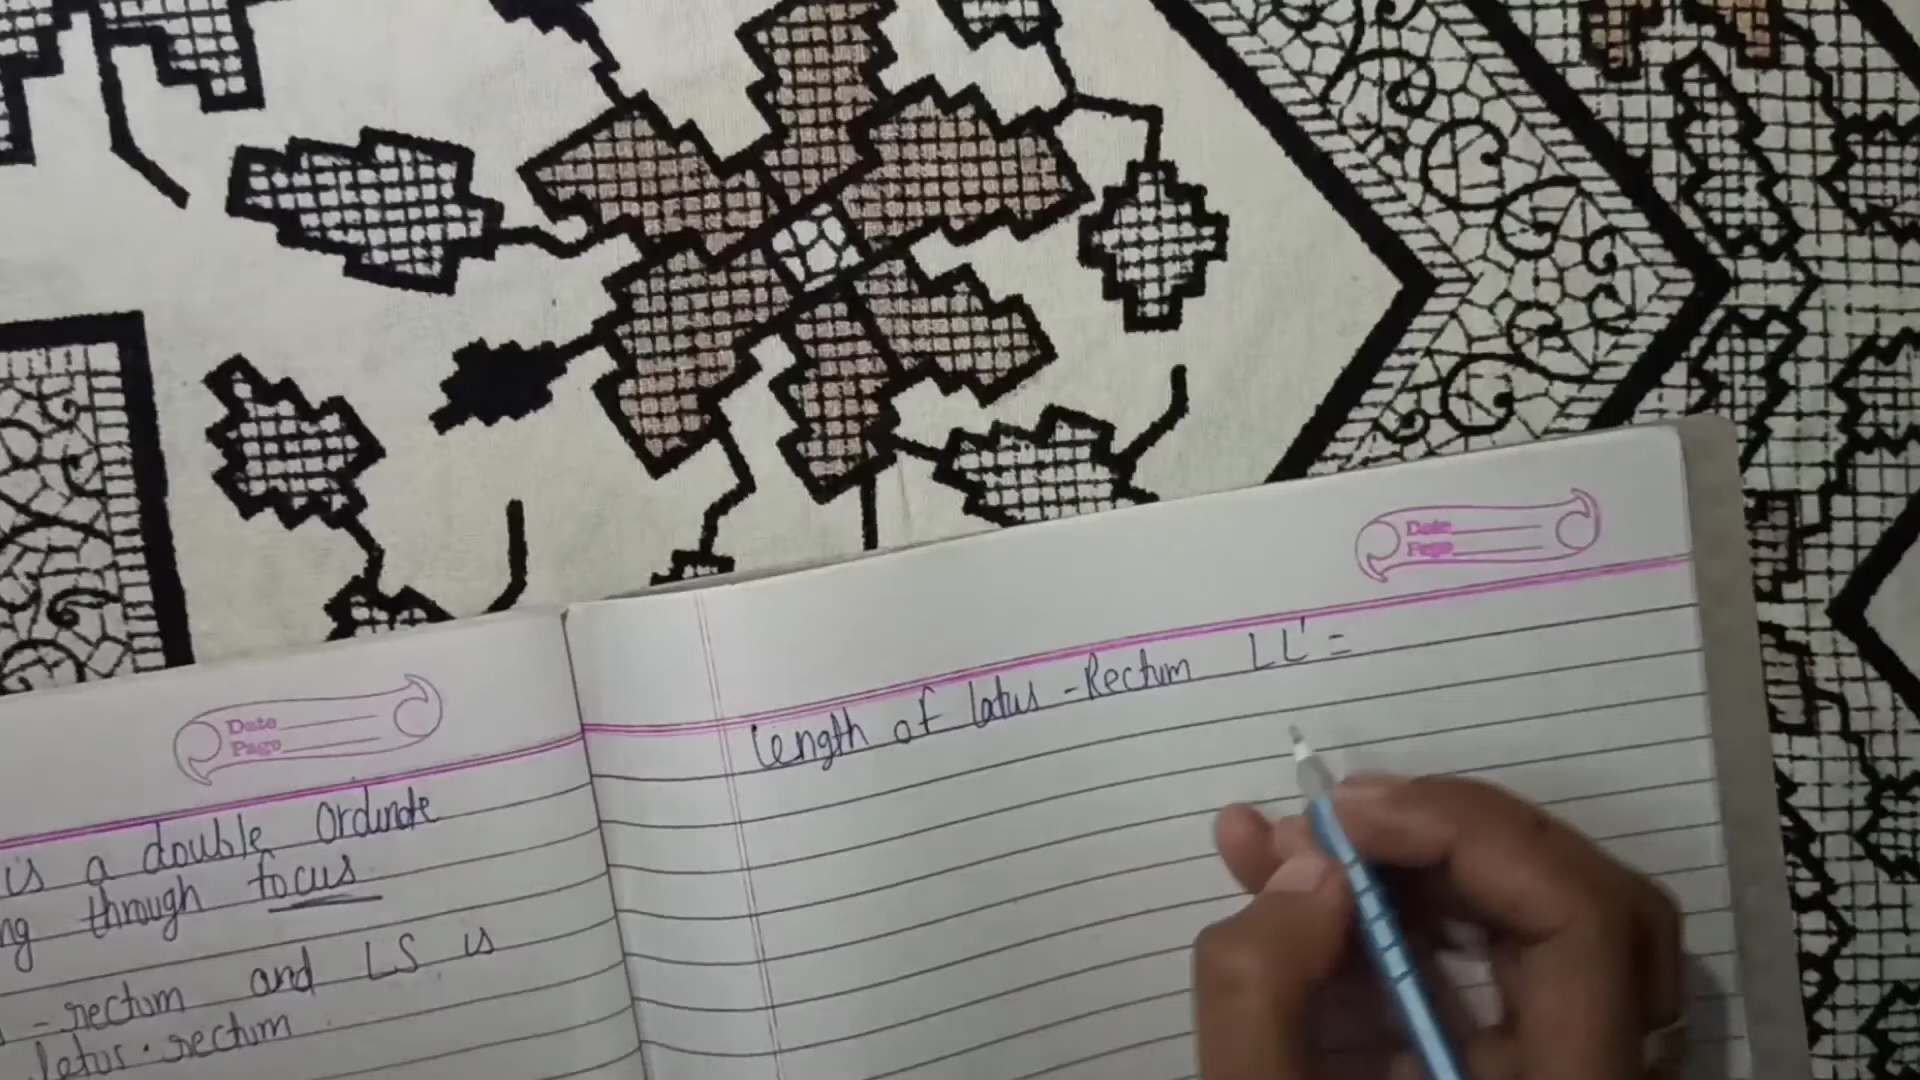 Date
Page
is a double ordinate
ng through focus
- rectum and LS is
letus. rectum
Date
Page
Length of latus - Rectum LL' =